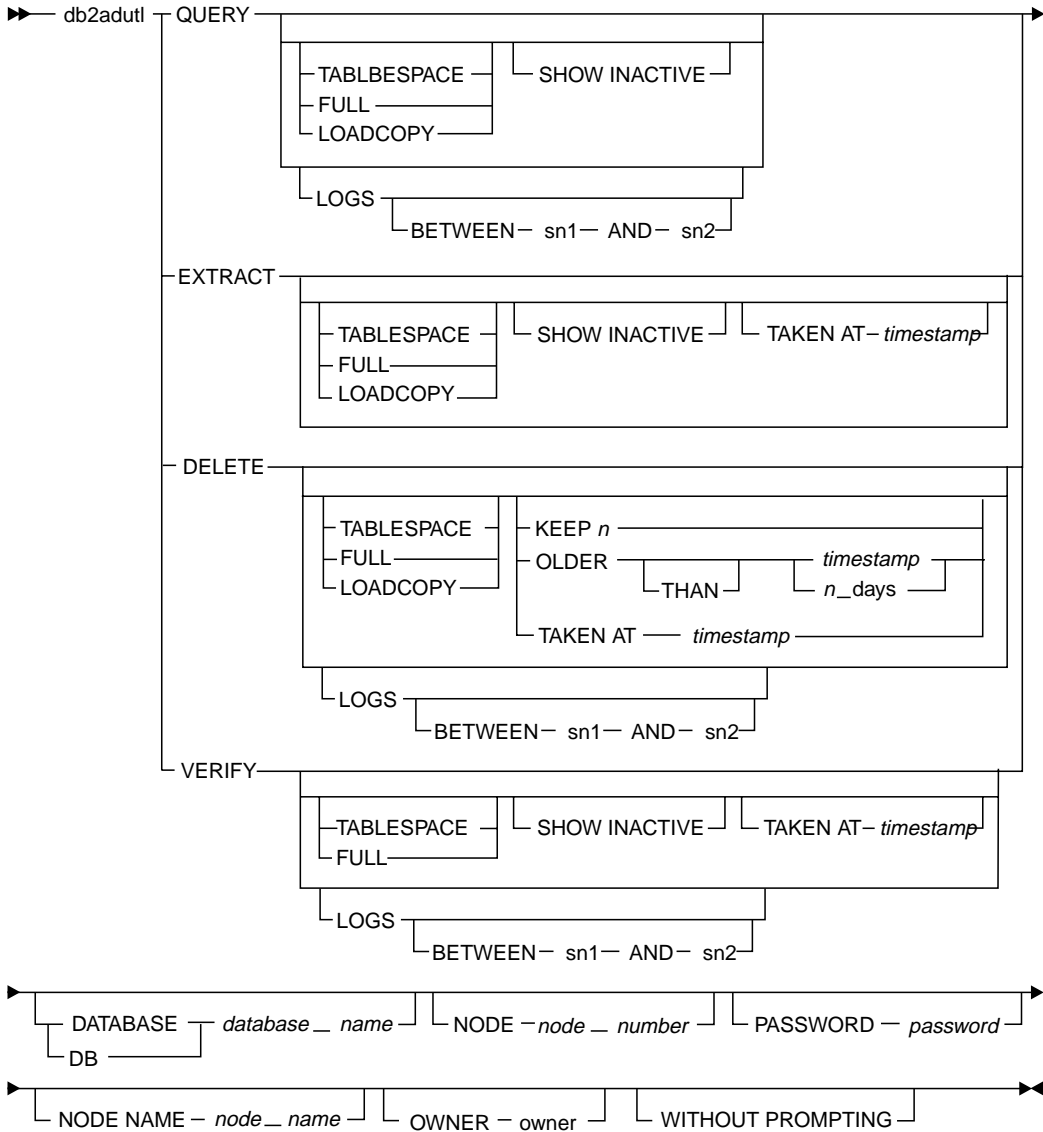 db2adutl QUERY
TABLBESPACE SHOW INACTIVE
FULL
LOADCOPY
LOGS
BETWEEN sn1 AND sn2
EXTRACT
TABLESPACE SHOW INACTIVE TAKEN AT timestamp
FULL
LOADCOPY
DELETE
TABLESPACE KEEP n
FULL OLDER timestamp
LOADCOPY THAN n_days
TAKEN AT timestamp
LOGS
BETWEEN sn1 AND sn2
VERIFY
TABLESPACE SHOW INACTIVE TAKEN AT timestamp
FULL
LOGS
BETWEEN sn1 AND sn2
DATABASE database_name NODE node_number PASSWORD password
DB
NODE NAME node_name OWNER owner WITHOUT PROMPTING